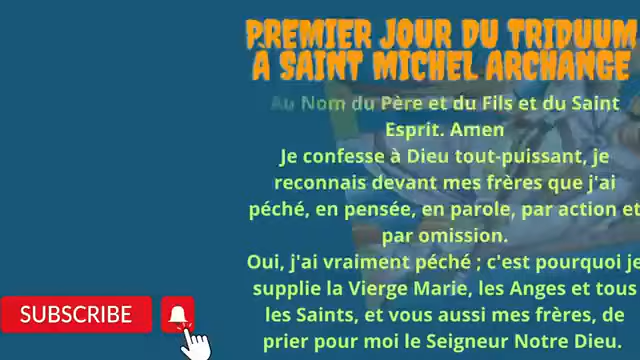 PREMIER JOUR DU TRIDUUM
À SAINT MICHEL ARCHANGE
Au Nom du Père et du Fils et du Saint
Esprit. Amen
Je confesse à Dieu tout-puissant, je
reconnais devant mes frères que j'ai
péché, en pensée, en parole, par action et
par omission.
Oui, j'ai vraiment péché ; c'est pourquoi je
supplie la Vierge Marie, les Anges et tous
les Saints, et vous aussi mes frères, de
prier pour moi le Seigneur Notre Dieu.
SUBSCRIBE